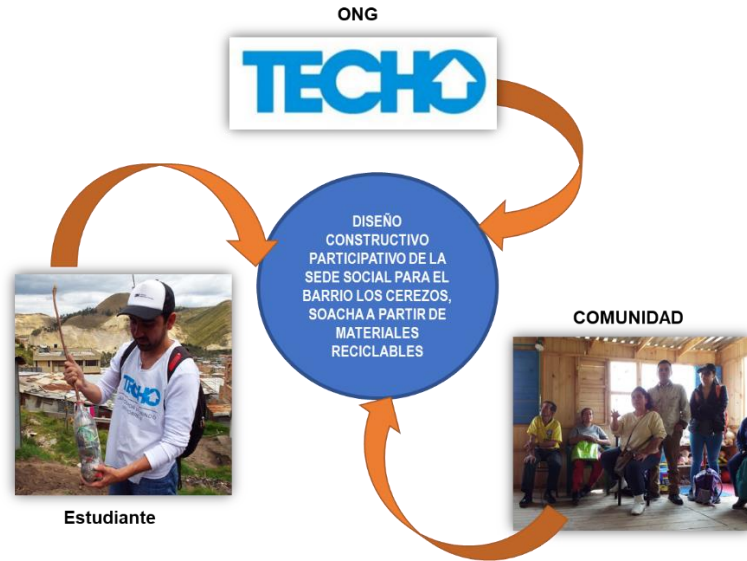 ONG
TECHO
DISEÑO
CONSTRUCTIVO
PARTICIPATIVO DE LA
SEDE SOCIAL PARA EL
BARRIO LOS CEREZOS,
SOACHA A PARTIR DE
MATERIALES
RECICLABLES
COMUNIDAD
TECHO
Estudiante